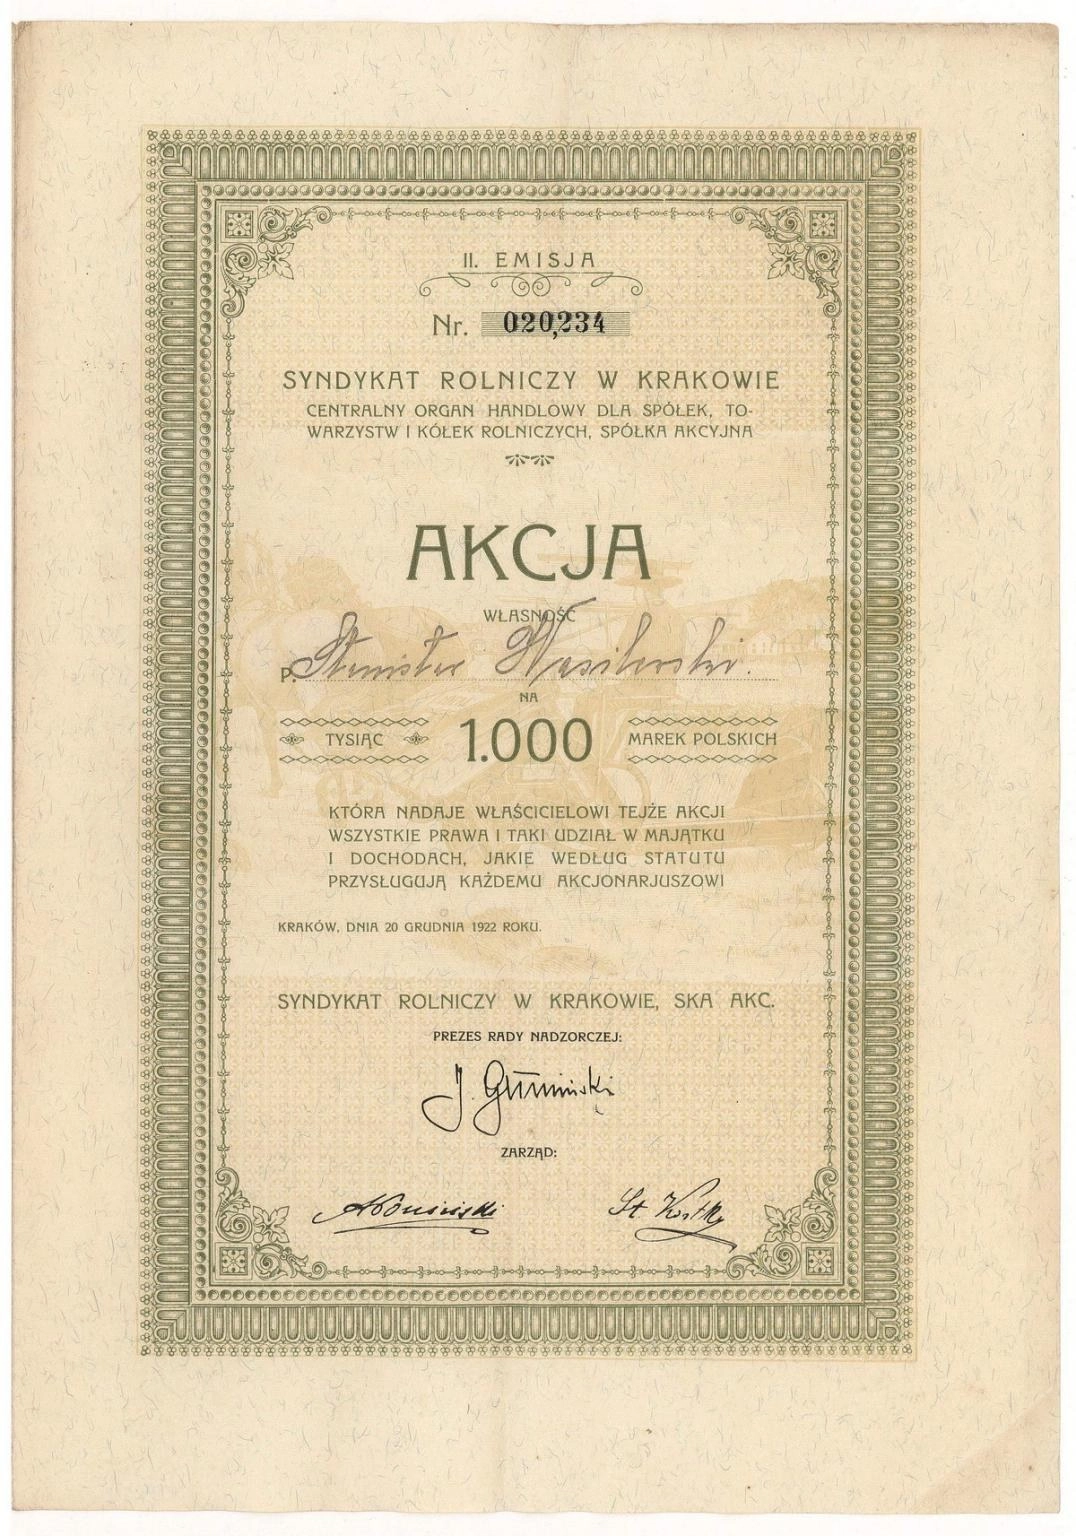 II. EMISJA
Nr. 020,234
SYNDYKAT ROLNICZY W KRAKOWIE
CENTRALNY ORGAN HANDLOWY DLA SPÓŁEK, TO-
WARZYSTW I KÓŁEK ROLNICZYCH, SPÓŁKA AKCYJNA
AKCJA
WŁASNOŚĆ
P. Stanisław
NA
TYSIĄC 1.000 MAREK POLSKICH
KTÓRA NADAJE WŁAŚCICIELOWI TEJŻE AKCJI
WSZYSTKIE PRAWA I TAKI UDZIAŁ W MAJĄTKU
I DOCHODACH, JAKIE WEDŁUG STATUTU
PRZYSŁUGUJĄ KAŻDEMU AKCJONARJUSZOWI
KRAKÓW, DNIA 20 GRUDNIA 1922 ROKU.
SYNDYKAT ROLNICZY W KRAKOWIE, SKA AKC.
PREZES RADY NADZORCZEJ:
J.
ZARZĄD:
St.